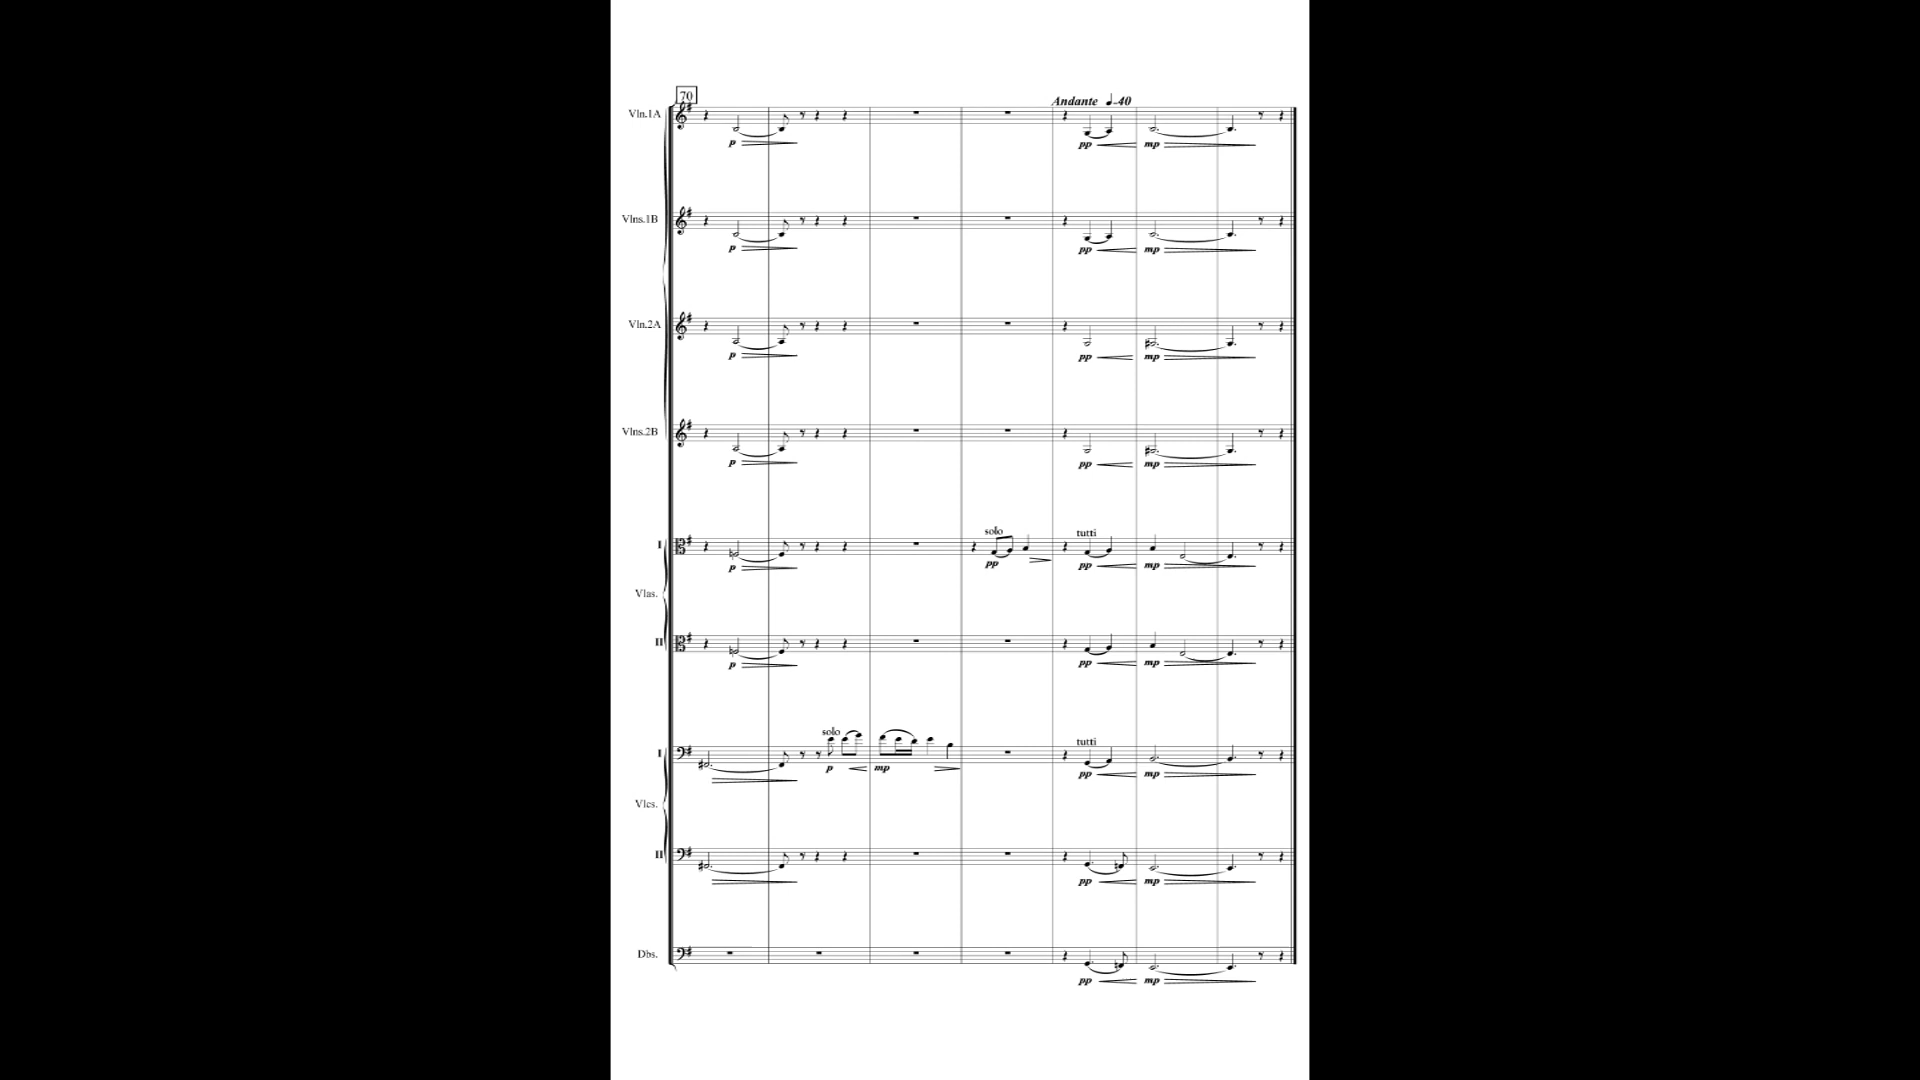 70
Andante ♩=40
Vln.1A
p pp mp
Vlns.1B
p pp mp
Vln.2A
p pp mp
Vlns.2B
p pp mp
solo tutti
I
p pp pp mp
Vlas.
II
p pp mp
solo tutti
I
p mp pp mp
Vlcs.
II
pp mp
Dbs.
pp mp